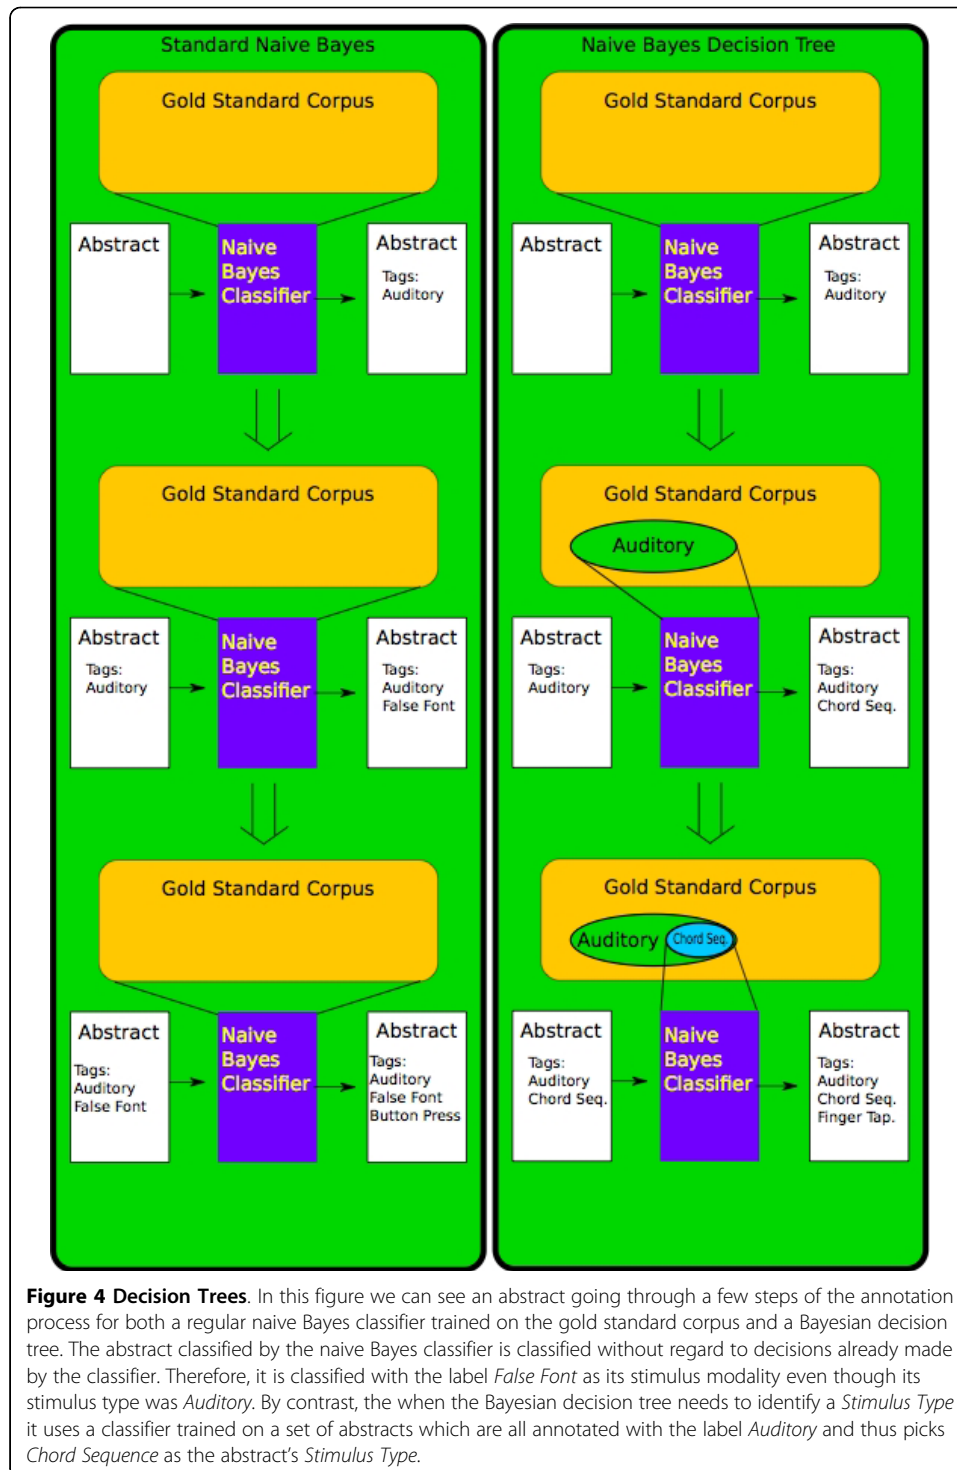 Standard Naive Bayes
Gold Standard Corpus
Abstract
Naive
Bayes
Classifier
Abstract
Tags:
Auditory
Gold Standard Corpus
Abstract
Tags:
Auditory
Naive
Bayes
Classifier
Abstract
Tags:
Auditory
False Font
Gold Standard Corpus
Abstract
Tags:
Auditory
False Font
Naive
Bayes
Classifier
Abstract
Tags:
Auditory
False Font
Button Press
Naive Bayes Decision Tree
Gold Standard Corpus
Abstract
Naive
Bayes
Classifier
Abstract
Tags:
Auditory
Gold Standard Corpus
Auditory
Abstract
Tags:
Auditory
Naive
Bayes
Classifier
Abstract
Tags:
Auditory
Chord Seq.
Gold Standard Corpus
Auditory
Chord Seq.
Abstract
Tags:
Auditory
Chord Seq.
Naive
Bayes
Classifier
Abstract
Tags:
Auditory
Chord Seq.
Finger Tap.
Figure 4 Decision Trees. In this figure we can see an abstract going through a few steps of the annotation
process for both a regular naive Bayes classifier trained on the gold standard corpus and a Bayesian decision
tree. The abstract classified by the naive Bayes classifier is classified without regard to decisions already made
by the classifier. Therefore, it is classified with the label False Font as its stimulus modality even though its
stimulus type was Auditory. By contrast, the when the Bayesian decision tree needs to identify a Stimulus Type
it uses a classifier trained on a set of abstracts which are all annotated with the label Auditory and thus picks
Chord Sequence as the abstract's Stimulus Type.